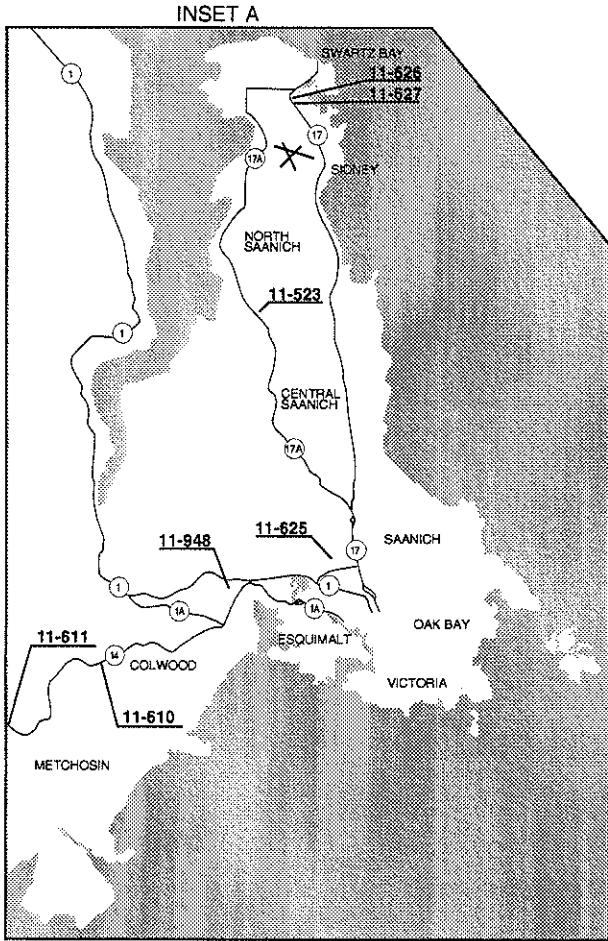 INSET A
SWARTZ BAY
1
11-626
11-627
17
17A
SIDNEY
NORTH
SAANICH
11-523
1
CENTRAL
SAANICH
17A
11-948
11-625
SAANICH
17
1
1
1A
1A
OAK BAY
11-611
ESQUIMALT
14
COLWOOD
VICTORIA
11-610
METCHOSIN